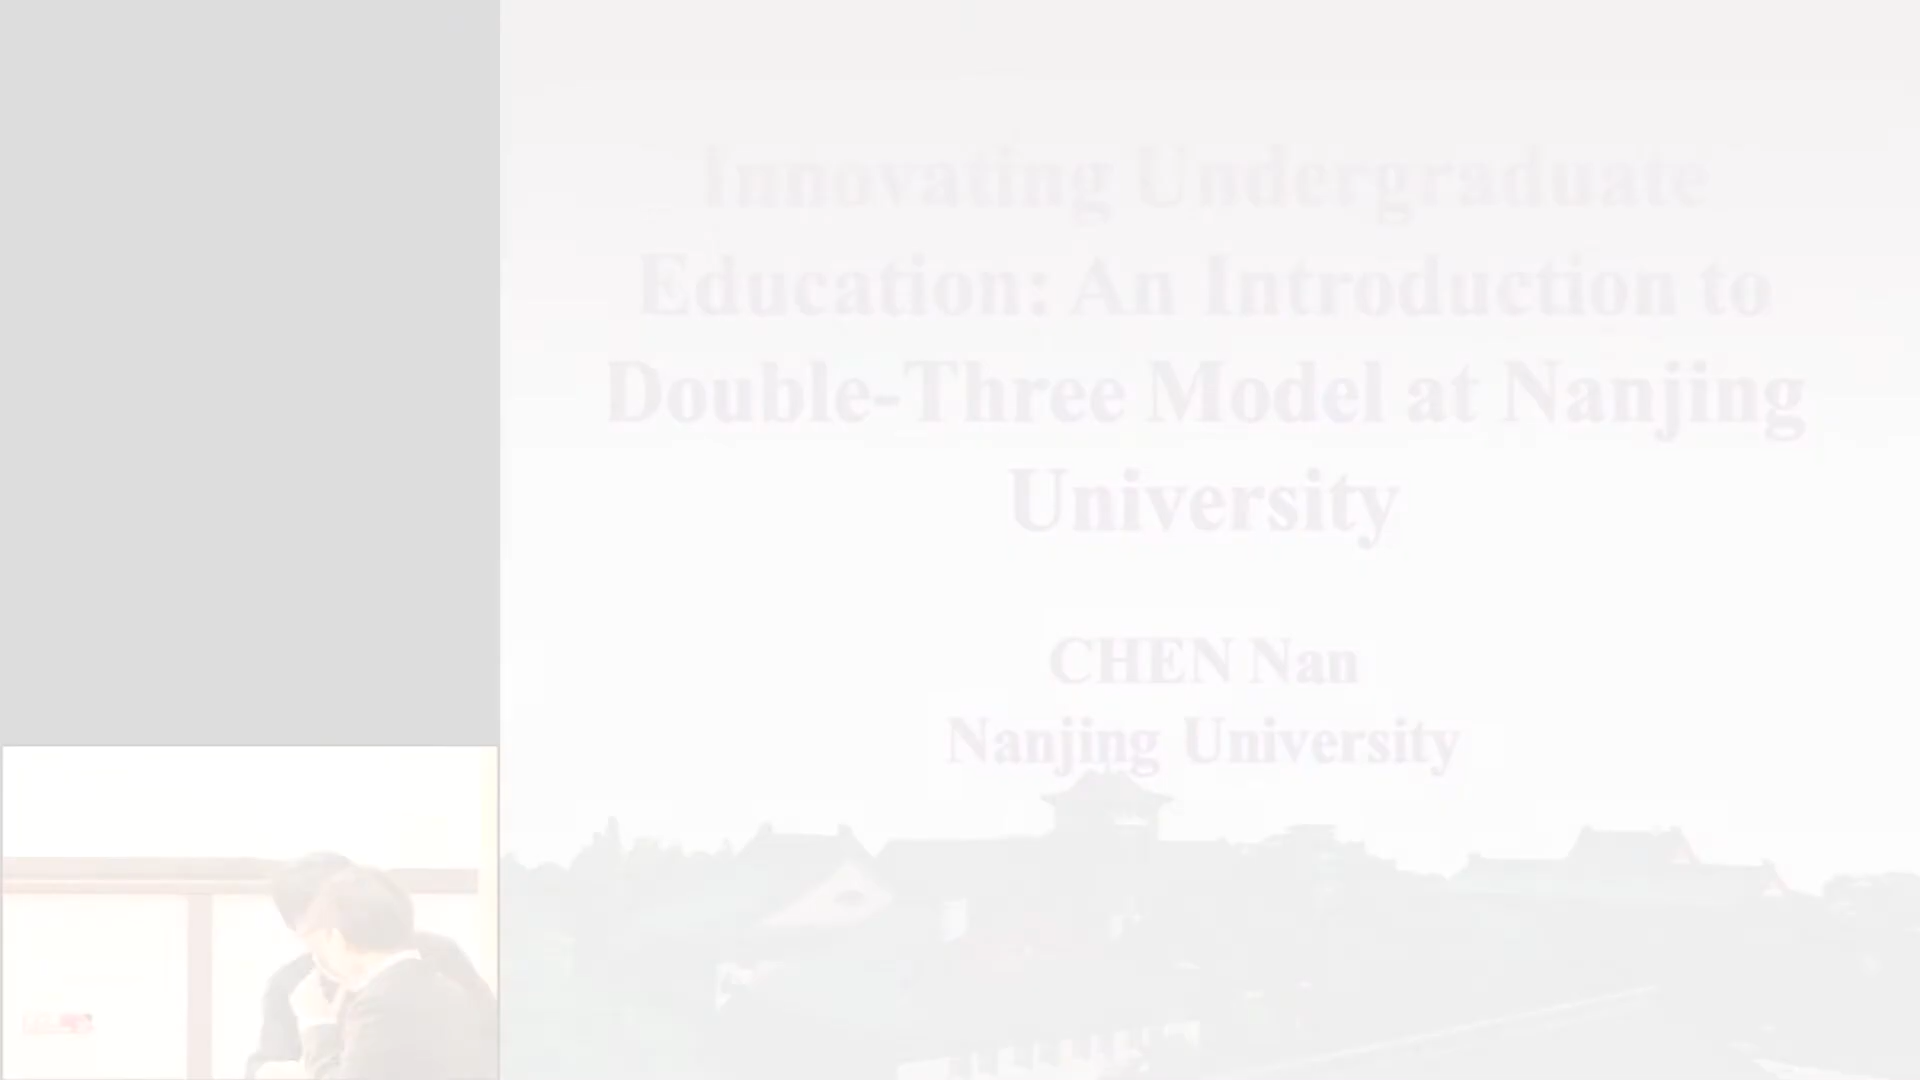 Innovating Undergraduate
Education: An Introduction to
Double-Three Model at Nanjing
University
CHEN Nan
Nanjing University